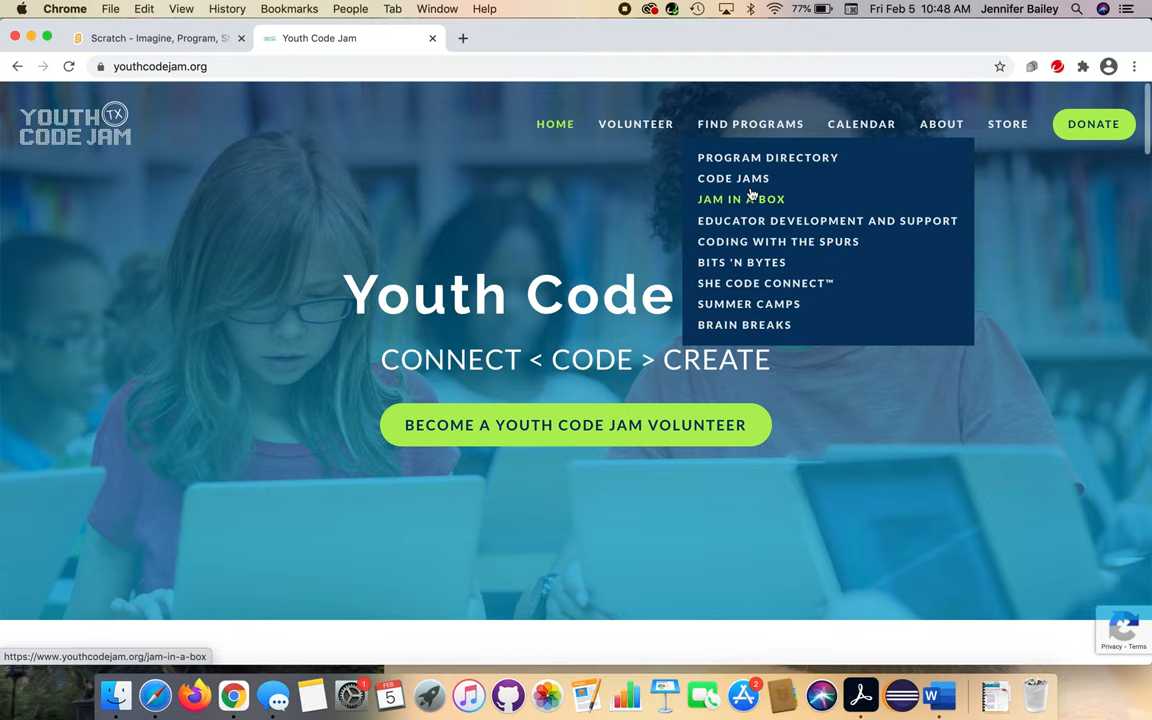 Chrome File Edit View History Bookmarks People Tab Window Help 77% Fri Feb 5 10:48 AM Jennifer Bailey
Scratch - Imagine, Program, Sh
Youth Code Jam
youthcodejam.org
YOUTH TX
CODE JAM
HOME VOLUNTEER FIND PROGRAMS CALENDAR ABOUT STORE DONATE
PROGRAM DIRECTORY
CODE JAMS
JAM IN A BOX
EDUCATOR DEVELOPMENT AND SUPPORT
CODING WITH THE SPURS
BITS 'N BYTES
SHE CODE CONNECT™
SUMMER CAMPS
BRAIN BREAKS
Youth Code
CONNECT < CODE > CREATE
BECOME A YOUTH CODE JAM VOLUNTEER
Privacy - Terms
https://www.youthcodejam.org/jam-in-a-box
1
FEB
5
2
W